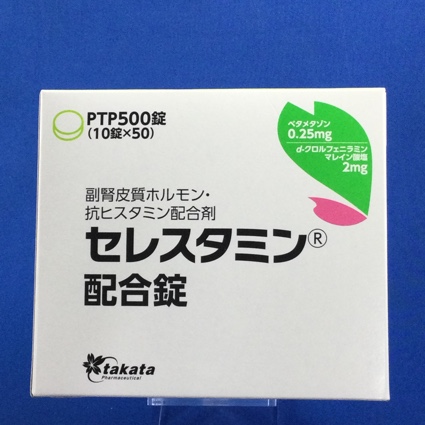 PTP500錠
(10錠×50)
ベタメタゾン
0.25mg
d-クロルフェニラミン
マレイン酸塩
2mg
副腎皮質ホルモン・
抗ヒスタミン配合剤
セレスタミン®
配合錠
takata
Pharmaceutical